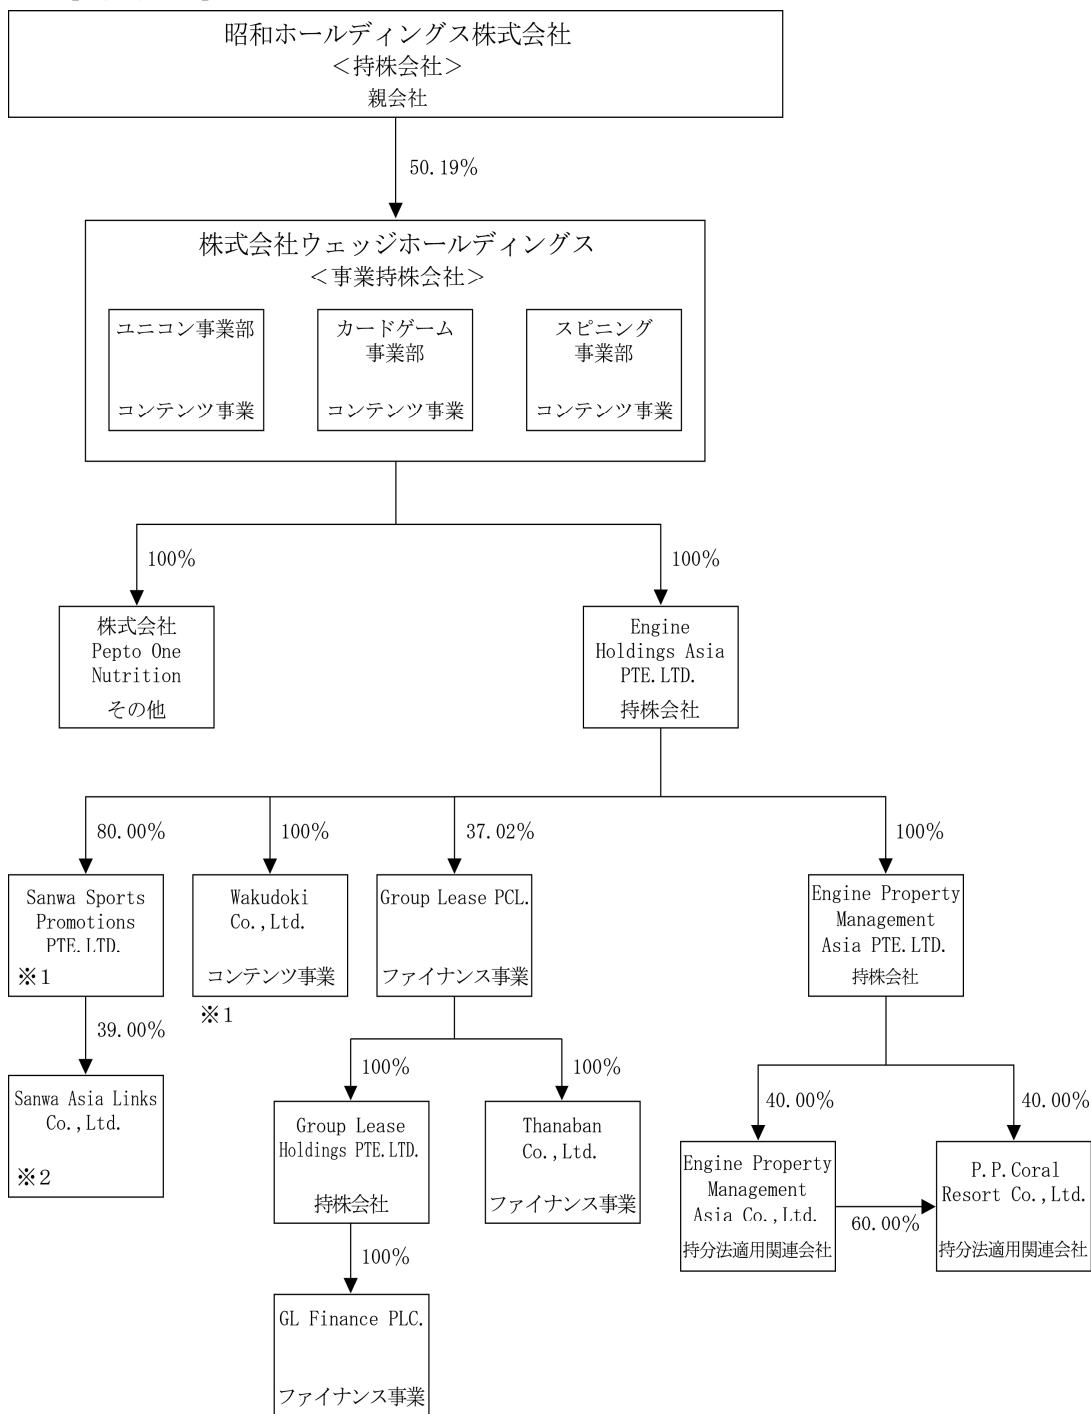 昭和ホールディングス株式会社
＜持株会社＞
親会社
50.19%
株式会社ウェッジホールディングス
＜事業持株会社＞
ユニコン事業部
コンテンツ事業
カードゲーム
事業部
コンテンツ事業
スピニング
事業部
コンテンツ事業
100%
100%
株式会社
Pepto One
Nutrition
その他
Engine
Holdings Asia
PTE.LTD.
持株会社
80.00%
100%
37.02%
100%
Sanwa Sports
Promotions
PTE.LTD.
※1
Wakudoki
Co.,Ltd.
コンテンツ事業
※1
Group Lease PCL.
ファイナンス事業
Engine Property
Management
Asia PTE.LTD.
持株会社
39.00%
100%
100%
40.00%
40.00%
Sanwa Asia Links
Co.,Ltd.
※2
Group Lease
Holdings PTE.LTD.
持株会社
Thanaban
Co.,Ltd.
ファイナンス事業
Engine Property
Management
Asia Co.,Ltd.
持分法適用関連会社
60.00%
P.P.Coral
Resort Co.,Ltd.
持分法適用関連会社
100%
GL Finance PLC.
ファイナンス事業